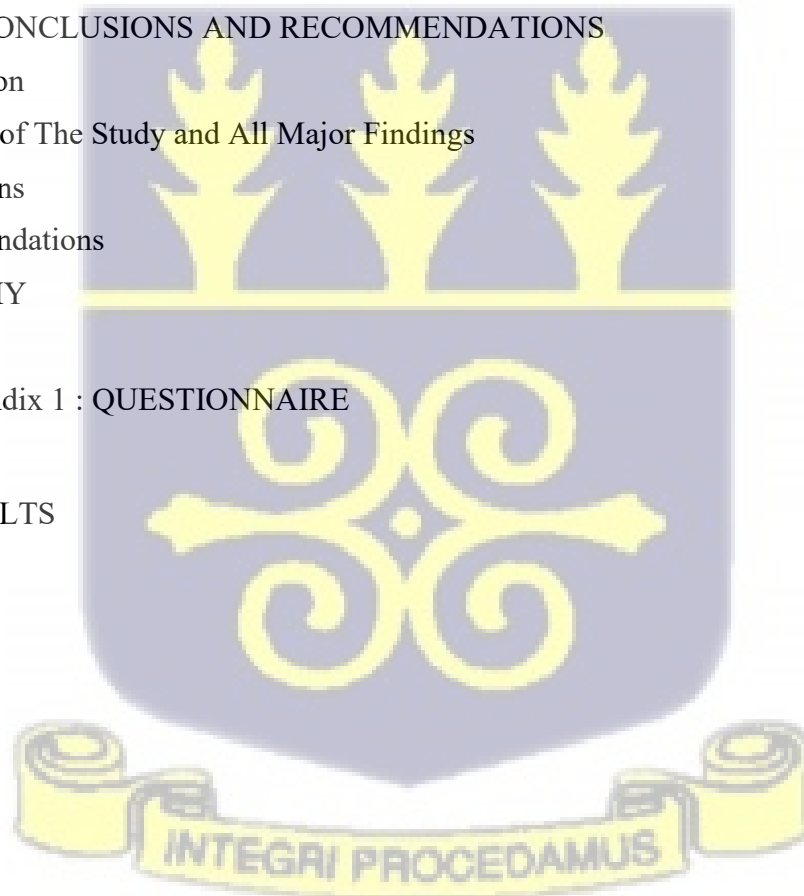 ONCLUSIONS AND RECOMMENDATIONS
on
of The Study and All Major Findings
ns
ndations
HY
dix 1 : QUESTIONNAIRE
LTS
INTEGRI PROCEDAMUS